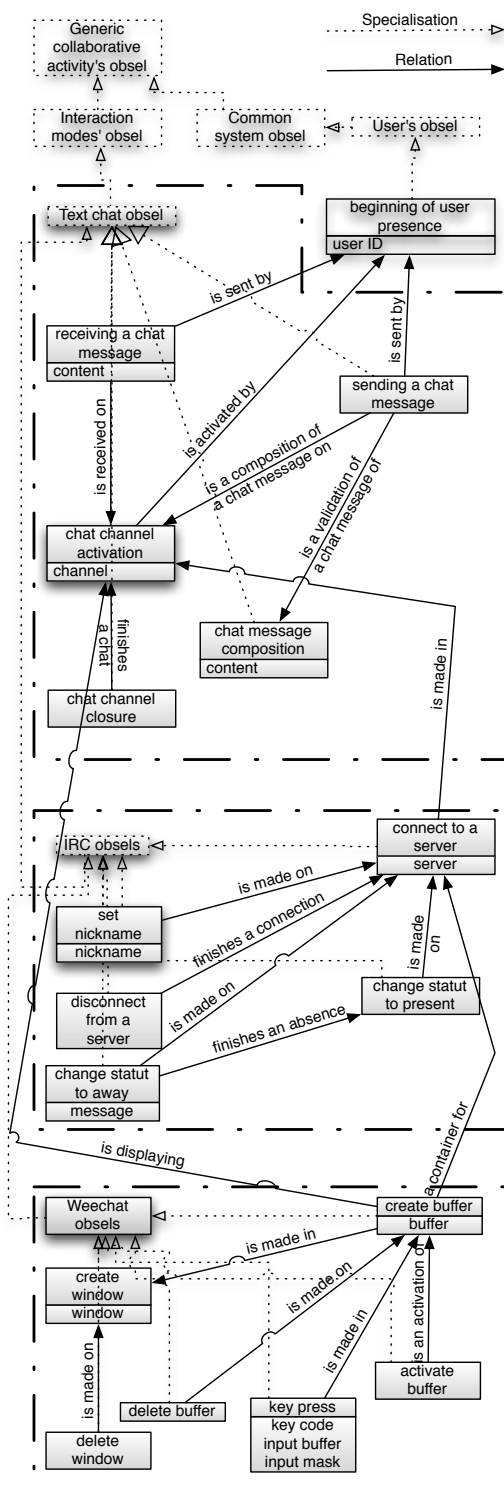 Generic
collaborative
activity's obsel
Specialisation
Relation
Interaction
modes' obsel
Common
system obsel
User's obsel
Text chat obsel
beginning of user
presence
user ID
is sent by
is sent by
receiving a chat
message
content
sending a chat
message
is activated by
is received on
is a composition of
a chat message on
is a validation of
a chat message of
chat channel
activation
channel
finishes
a chat
chat message
composition
content
chat channel
closure
is made in
IRC obsels
connect to a
server
server
is made on
set
nickname
nickname
finishes a connection
is made
on
disconnect
from a
server
is made on
change statut
to present
finishes an absence
change statut
to away
message
is displaying
a container for
Weechat
obsels
create buffer
buffer
is made in
create
window
window
is made on
is made in
is an activation of
is made on
activate
buffer
delete buffer
key press
key code
input buffer
input mask
delete
window